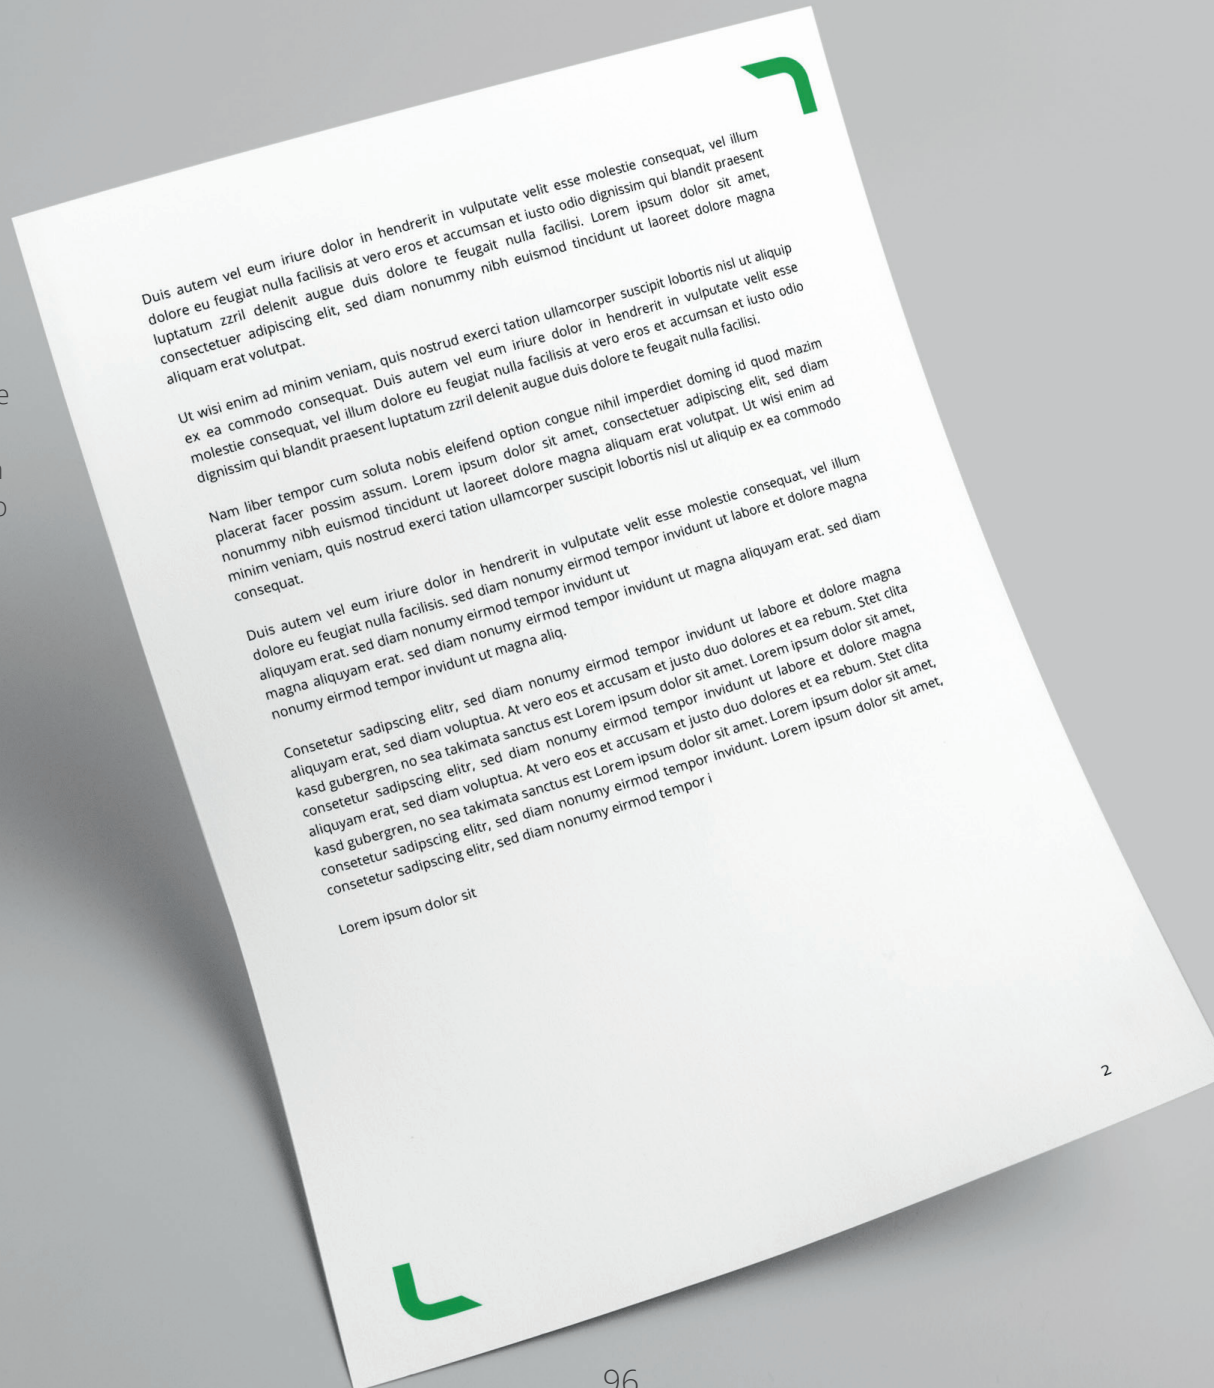 Duis autem vel eum iriure dolor in hendrerit in vulputate velit esse molestie consequat, vel illum
dolore eu feugiat nulla facilisis at vero eros et accumsan et iusto odio dignissim qui blandit praesent
luptatum zzril delenit augue duis dolore te feugait nulla facilisi. Lorem ipsum dolor sit amet,
consectetuer adipiscing elit, sed diam nonummy nibh euismod tincidunt ut laoreet dolore magna
aliquam erat volutpat.
Ut wisi enim ad minim veniam, quis nostrud exerci tation ullamcorper suscipit lobortis nisl ut aliquip
ex ea commodo consequat. Duis autem vel eum iriure dolor in hendrerit in vulputate velit esse
molestie consequat, vel illum dolore eu feugiat nulla facilisis at vero eros et accumsan et iusto odio
dignissim qui blandit praesent luptatum zzril delenit augue duis dolore te feugait nulla facilisi.
Nam liber tempor cum soluta nobis eleifend option congue nihil imperdiet doming id quod mazim
placerat facer possim assum. Lorem ipsum dolor sit amet, consectetuer adipiscing elit, sed diam
nonummy nibh euismod tincidunt ut laoreet dolore magna aliquam erat volutpat. Ut wisi enim ad
minim veniam, quis nostrud exerci tation ullamcorper suscipit lobortis nisl ut aliquip ex ea commodo
consequat.
Duis autem vel eum iriure dolor in hendrerit in vulputate velit esse molestie consequat, vel illum
dolore eu feugiat nulla facilisis. sed diam nonumy eirmod tempor invidunt ut labore et dolore magna
aliquyam erat. sed diam nonumy eirmod tempor invidunt ut
magna aliquyam erat. sed diam nonumy eirmod tempor invidunt ut magna aliquyam erat. sed diam
nonumy eirmod tempor invidunt ut magna aliq.
Consetetur sadipscing elitr, sed diam nonumy eirmod tempor invidunt ut labore et dolore magna
aliquyam erat, sed diam voluptua. At vero eos et accusam et justo duo dolores et ea rebum. Stet clita
kasd gubergren, no sea takimata sanctus est Lorem ipsum dolor sit amet. Lorem ipsum dolor sit amet,
consetetur sadipscing elitr, sed diam nonumy eirmod tempor invidunt ut labore et dolore magna
aliquyam erat, sed diam voluptua. At vero eos et accusam et justo duo dolores et ea rebum. Stet clita
kasd gubergren, no sea takimata sanctus est Lorem ipsum dolor sit amet. Lorem ipsum dolor sit amet,
consetetur sadipscing elitr, sed diam nonumy eirmod tempor invidunt. Lorem ipsum dolor sit amet,
consetetur sadipscing elitr, sed diam nonumy eirmod tempor i
Lorem ipsum dolor sit
2
96